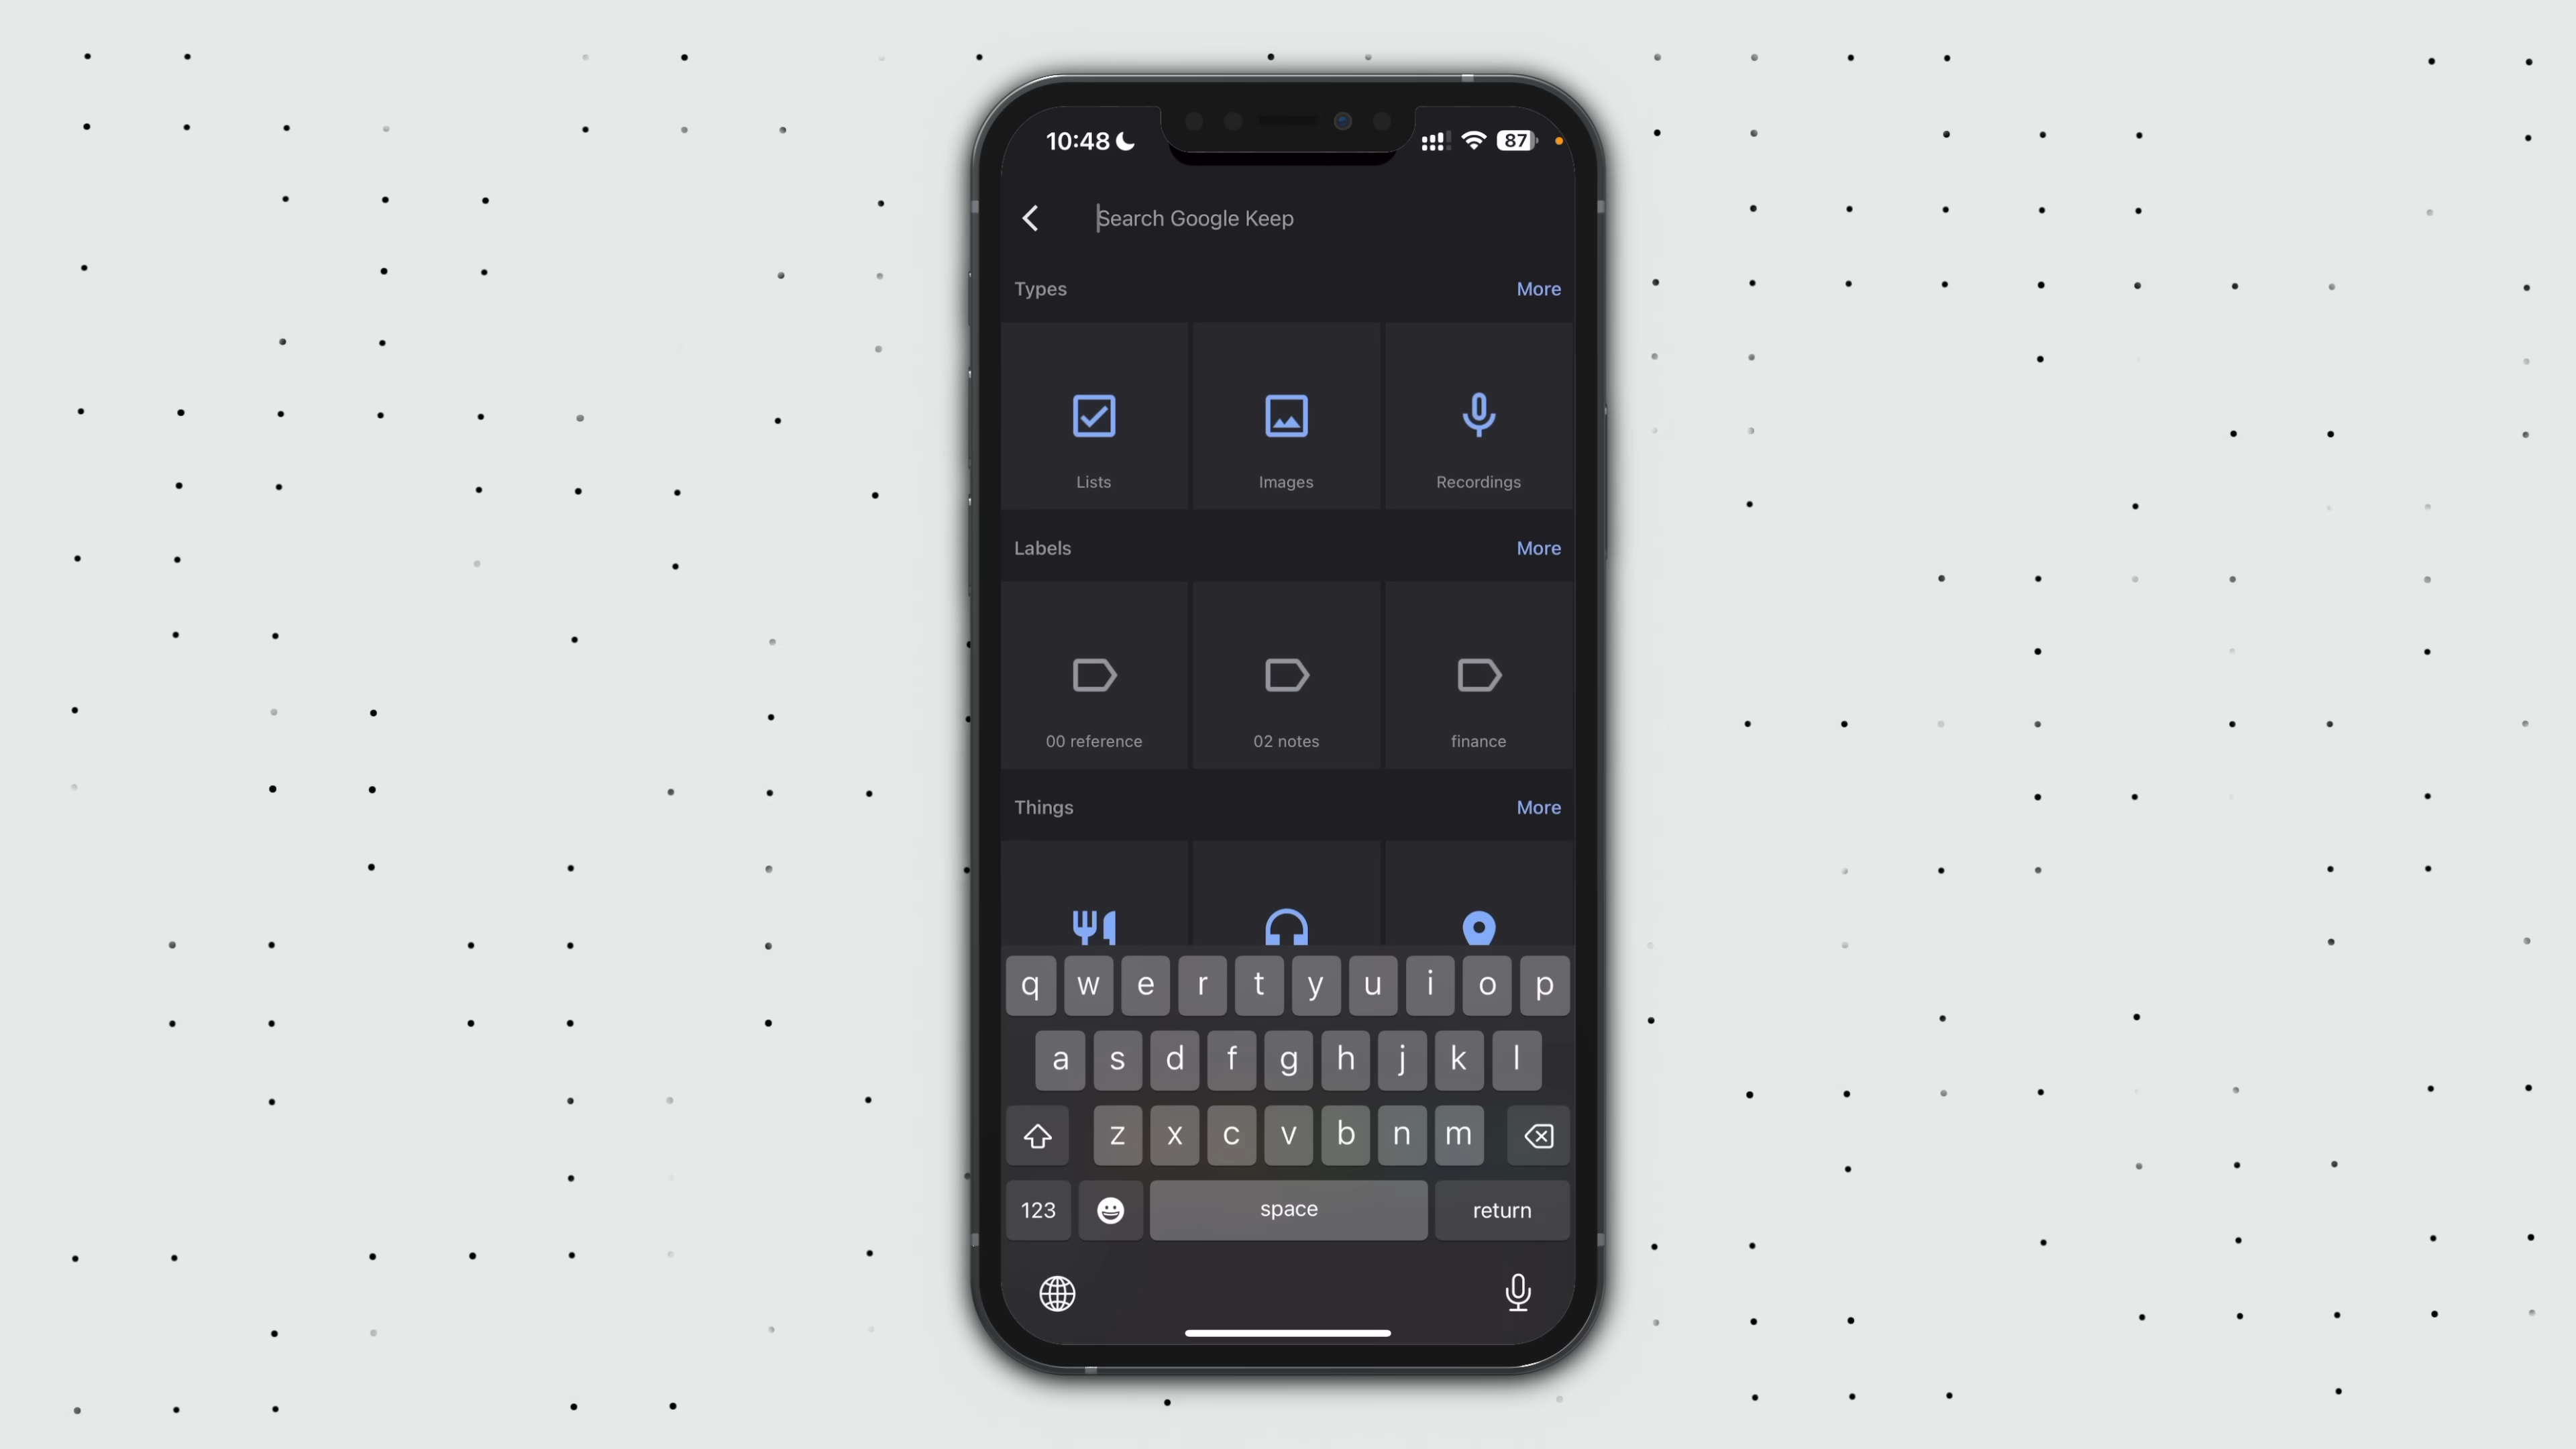 10:48 87
Search Google Keep
Types More
Lists Images Recordings
Labels More
00 reference 02 notes finance
Things More
q w e r t y u i o p
a s d f g h j k l
z x c v b n m
123 space return